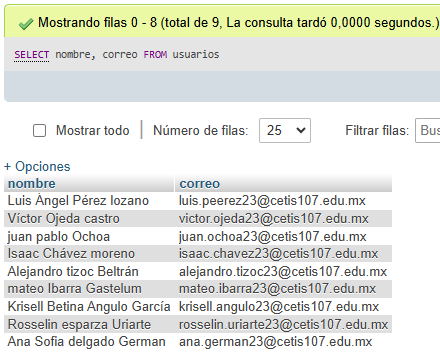 Mostrando filas 0 - 8 (total de 9, La consulta tardó 0,0000 segundos.)
SELECT nombre, correo FROM usuarios
Mostrar todo | Número de filas: 25 Filtrar filas: Bus
+ Opciones
nombre correo
Luis Àngel Pérez lozano luis.peerez23@cetis107.edu.mx
Víctor Ojeda castro victor.ojeda23@cetis107.edu.mx
juan pablo Ochoa juan.ochoa23@cetis107.edu.mx
Isaac Chávez moreno isaac.chavez23@cetis107.edu.mx
Alejandro tizoc Beltrán alejandro.tizoc23@cetis107.edu.mx
mateo Ibarra Gastelum mateo.ibarra23@cetis107.edu.mx
Krisell Betina Angulo García krisell.angulo23@cetis107.edu.mx
Rosselin esparza Uriarte rosselin.uriarte23@cetis107.edu.mx
Ana Sofia delgado German ana.german23@cetis107.edu.mx